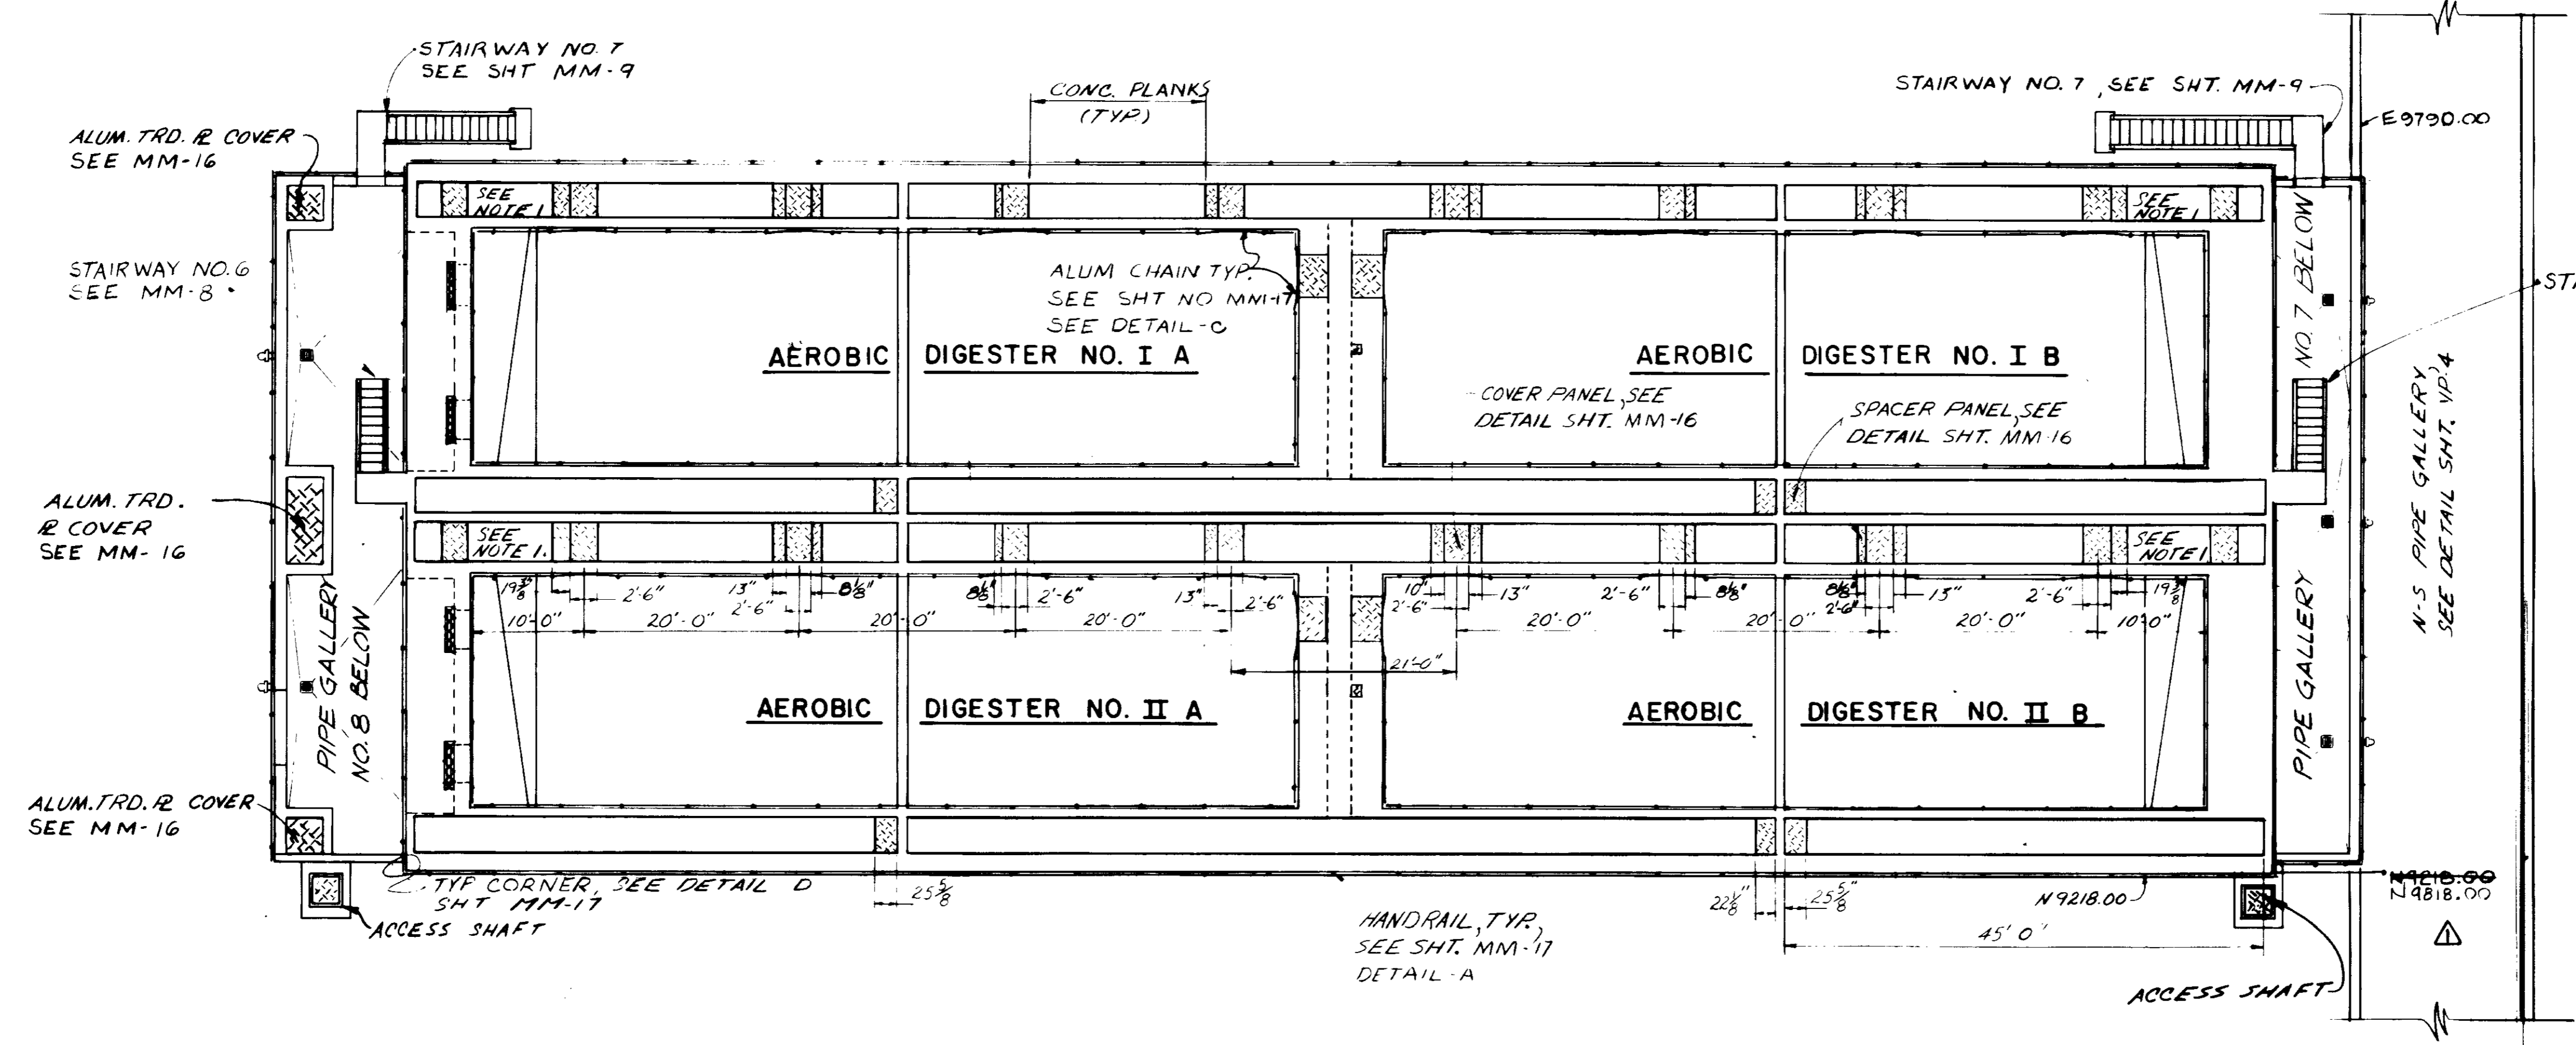 STAIRWAY NO. 7
SEE SHT MM-9
CONC. PLANKS
(TYP.)
STAIRWAY NO. 7, SEE SHT. MM-9
E9790.00
ALUM. TRD. PL COVER
SEE MM-16
SEE
NOTE 1
SEE
NOTE 1
STAIRWAY NO. 6
SEE MM-8
ALUM CHAIN TYP.
SEE SHT NO MM-17
SEE DETAIL-C
NO. 7 BELOW
AEROBIC DIGESTER NO. I A
AEROBIC DIGESTER NO. I B
COVER PANEL, SEE
DETAIL SHT. MM-16
SPACER PANEL, SEE
DETAIL SHT. MM-16
N-S PIPE GALLERY,
SEE DETAIL SHT. YP.4
ALUM. TRD.
PL COVER
SEE MM-16
SEE
NOTE 1.
SEE
NOTE 1
19 3/8" 2'-6" 13" 2'-6" 8 1/8" 8 1/8" 2'-6" 13" 2'-6" 10" 2'-6" 13" 2'-6" 8 1/8" 8 1/8" 2'-6" 13" 2'-6" 19 3/8"
10'-0" 20'-0" 20'-0" 20'-0" 20'-0" 20'-0" 20'-0" 10'-0"
21'-0"
PIPE GALLERY
NO. 8 BELOW
PIPE GALLERY
AEROBIC DIGESTER NO. II A
AEROBIC DIGESTER NO. II B
ALUM. TRD. PL COVER
SEE MM-16
TYP CORNER, SEE DETAIL D
SHT MM-17
ACCESS SHAFT
25 5/8
22 1/8"
25 5/8"
N9218.00
N9218.00
N9818.00
1
45'0"
HANDRAIL, TYP.,
SEE SHT. MM-17
DETAIL-A
ACCESS SHAFT